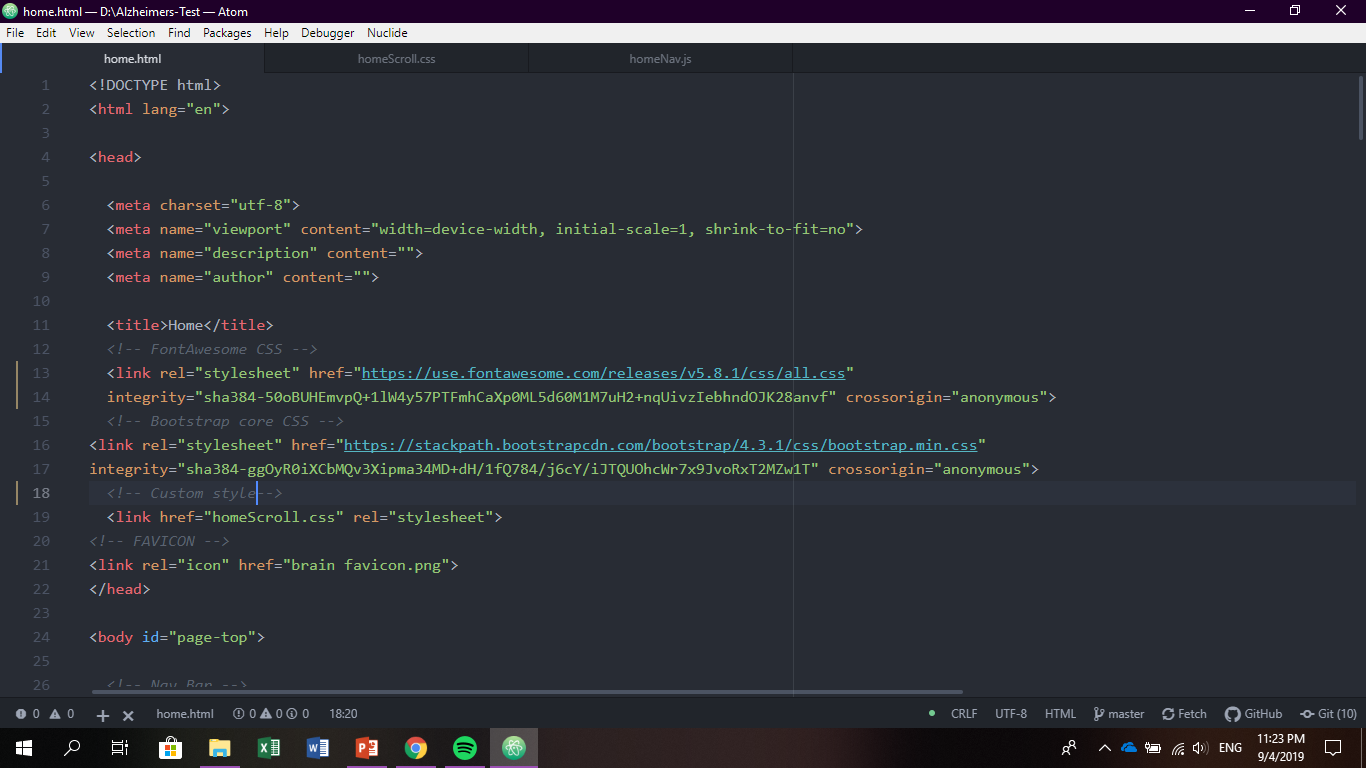 home.html — D:\Alzheimers-Test — Atom
File Edit View Selection Find Packages Help Debugger Nuclide
home.html homeScroll.css homeNav.js
1 <!DOCTYPE html>
2 <html lang="en">
3
4 <head>
5
6 <meta charset="utf-8">
7 <meta name="viewport" content="width=device-width, initial-scale=1, shrink-to-fit=no">
8 <meta name="description" content="">
9 <meta name="author" content="">
10
11 <title>Home</title>
12 <!-- FontAwesome CSS -->
13 <link rel="stylesheet" href="https://use.fontawesome.com/releases/v5.8.1/css/all.css"
14 integrity="sha384-50oBUHEmvpQ+1lW4y57PTFmhCaXp0ML5d60M1M7uH2+nqUivzIebhndOJK28anvf" crossorigin="anonymous">
15 <!-- Bootstrap core CSS -->
16 <link rel="stylesheet" href="https://stackpath.bootstrapcdn.com/bootstrap/4.3.1/css/bootstrap.min.css"
17 integrity="sha384-ggOyR0iXCbMQv3Xipma34MD+dH/1fQ784/j6cY/iJTQUOhcWr7x9JvoRxT2MZw1T" crossorigin="anonymous">
18 <!-- Custom style-->
19 <link href="homeScroll.css" rel="stylesheet">
20 <!-- FAVICON -->
21 <link rel="icon" href="brain favicon.png">
22 </head>
23
24 <body id="page-top">
25
26 <!-- Nav Bar -->
0 0 home.html 0 0 0 18:20 CRLF UTF-8 HTML master Fetch GitHub Git (10)
ENG 11:23 PM
9/4/2019